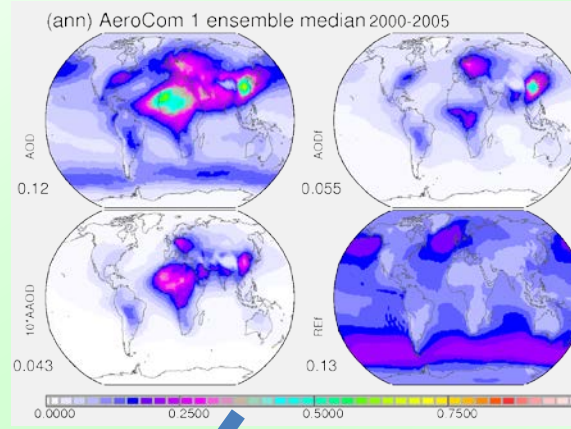 (ann) AeroCom 1 ensemble median 2000-2005
AOD
0.12
AODf
0.055
10*AAOD
0.043
REf
0.13
0.0000 0.2500 0.5000 0.7500